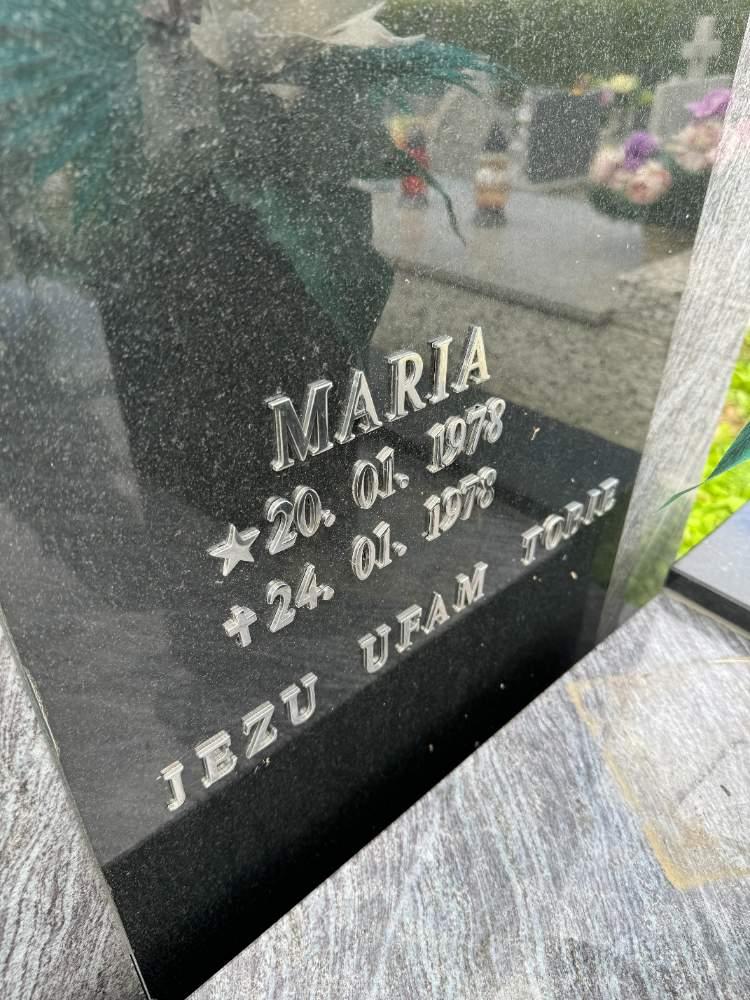 MARIA
★ 20. 01. 1978
✝ 24. 01. 1978
JEZU UFAM TOBIE